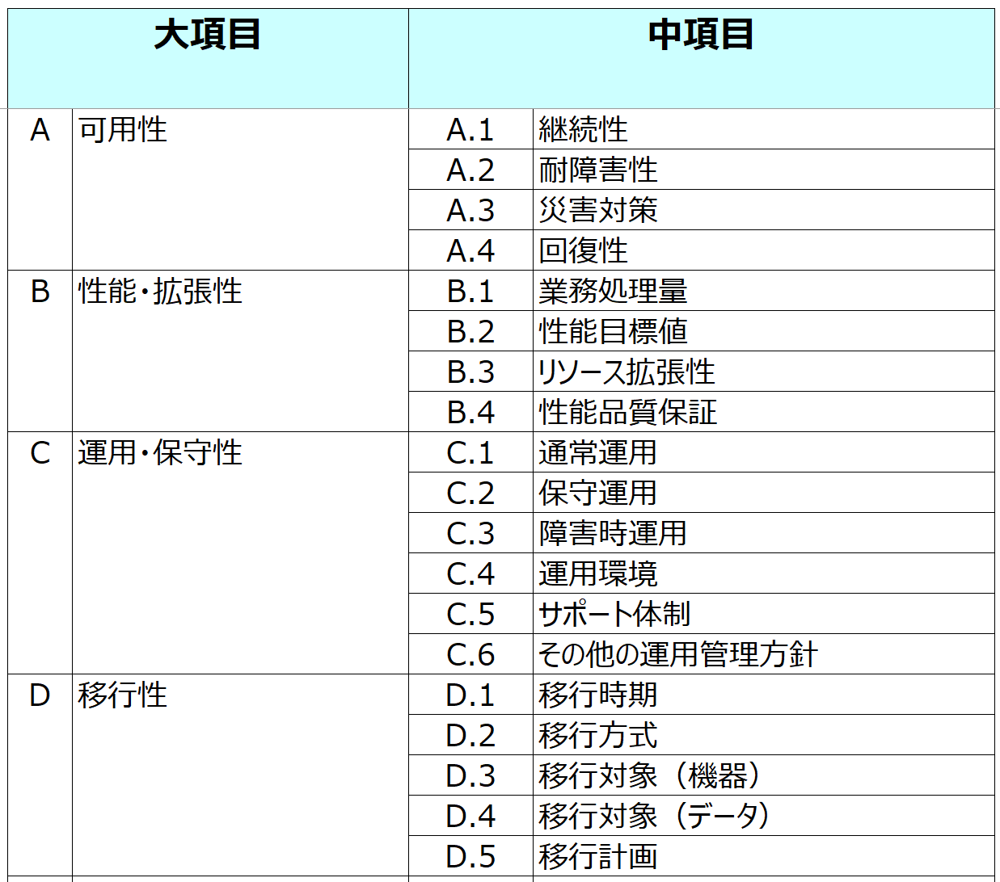 大項目 中項目
A 可用性 A.1 継続性
A.2 耐障害性
A.3 災害対策
A.4 回復性
B 性能・拡張性 B.1 業務処理量
B.2 性能目標値
B.3 リソース拡張性
B.4 性能品質保証
C 運用・保守性 C.1 通常運用
C.2 保守運用
C.3 障害時運用
C.4 運用環境
C.5 サポート体制
C.6 その他の運用管理方針
D 移行性 D.1 移行時期
D.2 移行方式
D.3 移行対象（機器）
D.4 移行対象（データ）
D.5 移行計画